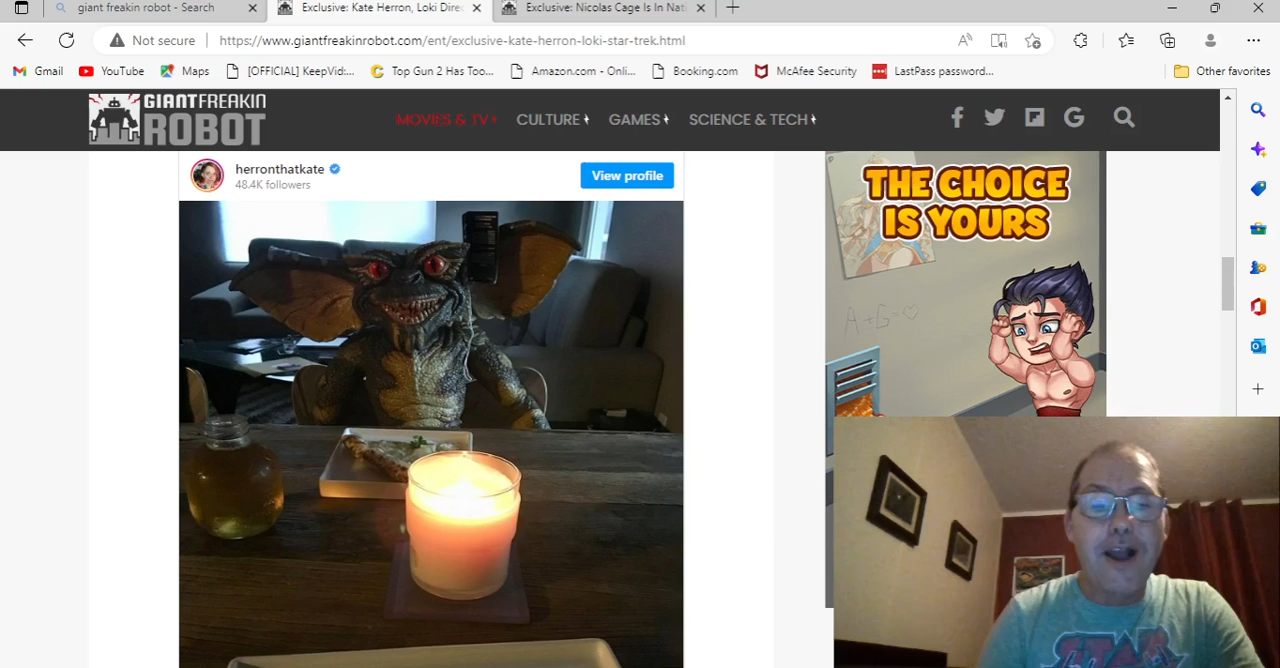 giant freakin robot - Search
Exclusive: Kate Herron, Loki Dire
Exclusive: Nicolas Cage Is In Nati
Not secure
https://www.giantfreakinrobot.com/ent/exclusive-kate-herron-loki-star-trek.html
Gmail
YouTube
Maps
[OFFICIAL] KeepVid:...
Top Gun 2 Has Too...
Amazon.com - Onli...
Booking.com
McAfee Security
LastPass password...
Other favorites
GIANT FREAKIN
ROBOT
MOVIES & TV
CULTURE
GAMES
SCIENCE & TECH
herronthatkate
48.4K followers
View profile
THE CHOICE
IS YOURS
A + G =
STAR